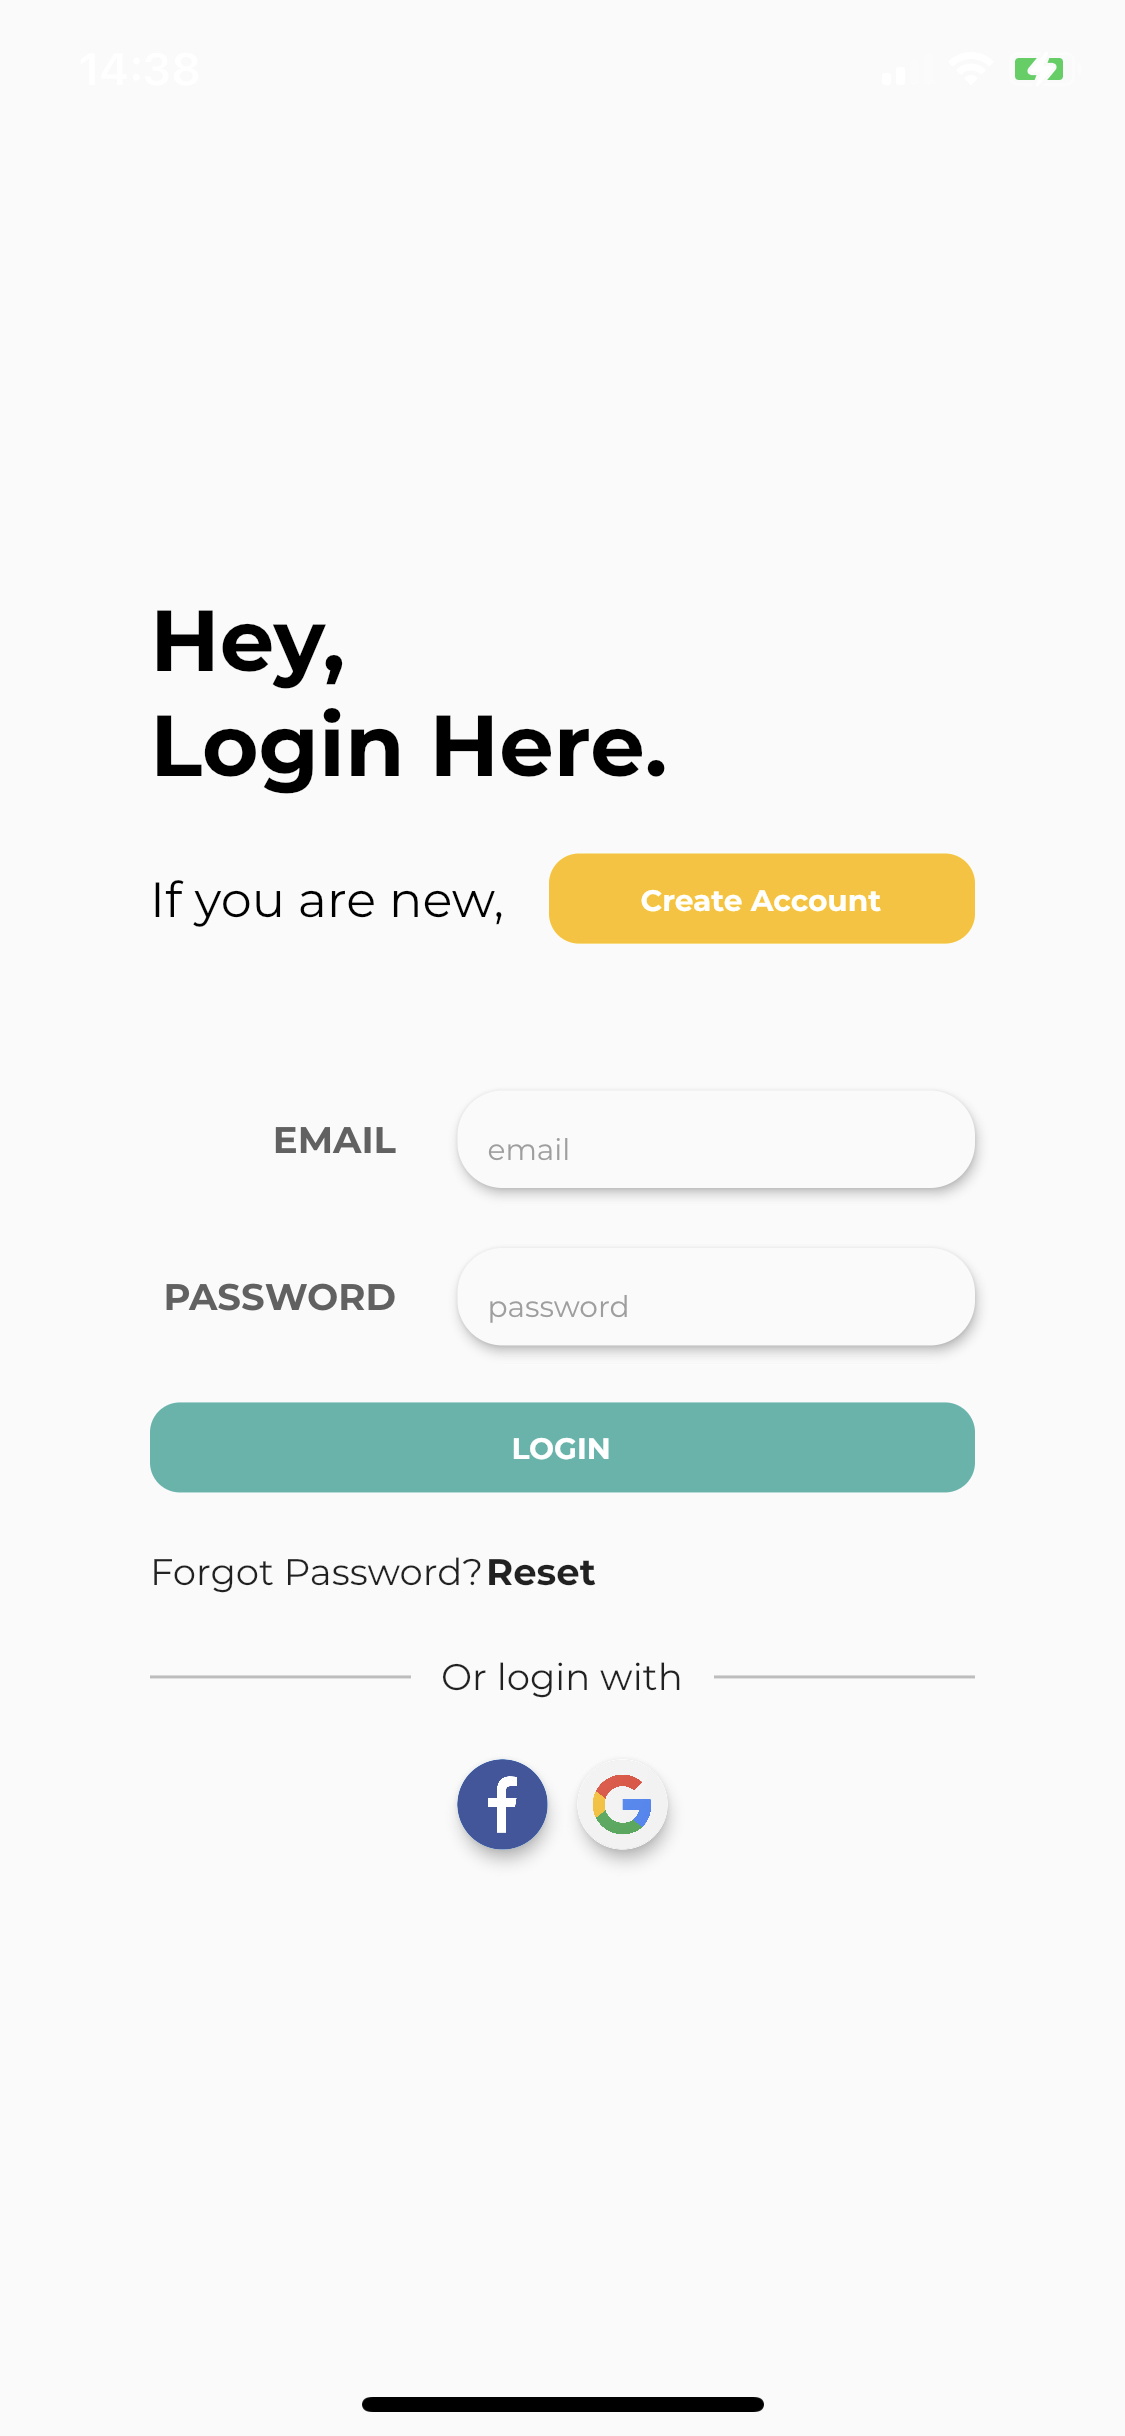 14:38
Hey,
Login Here.
If you are new,
Create Account
EMAIL
email
PASSWORD
password
LOGIN
Forgot Password? Reset
Or login with